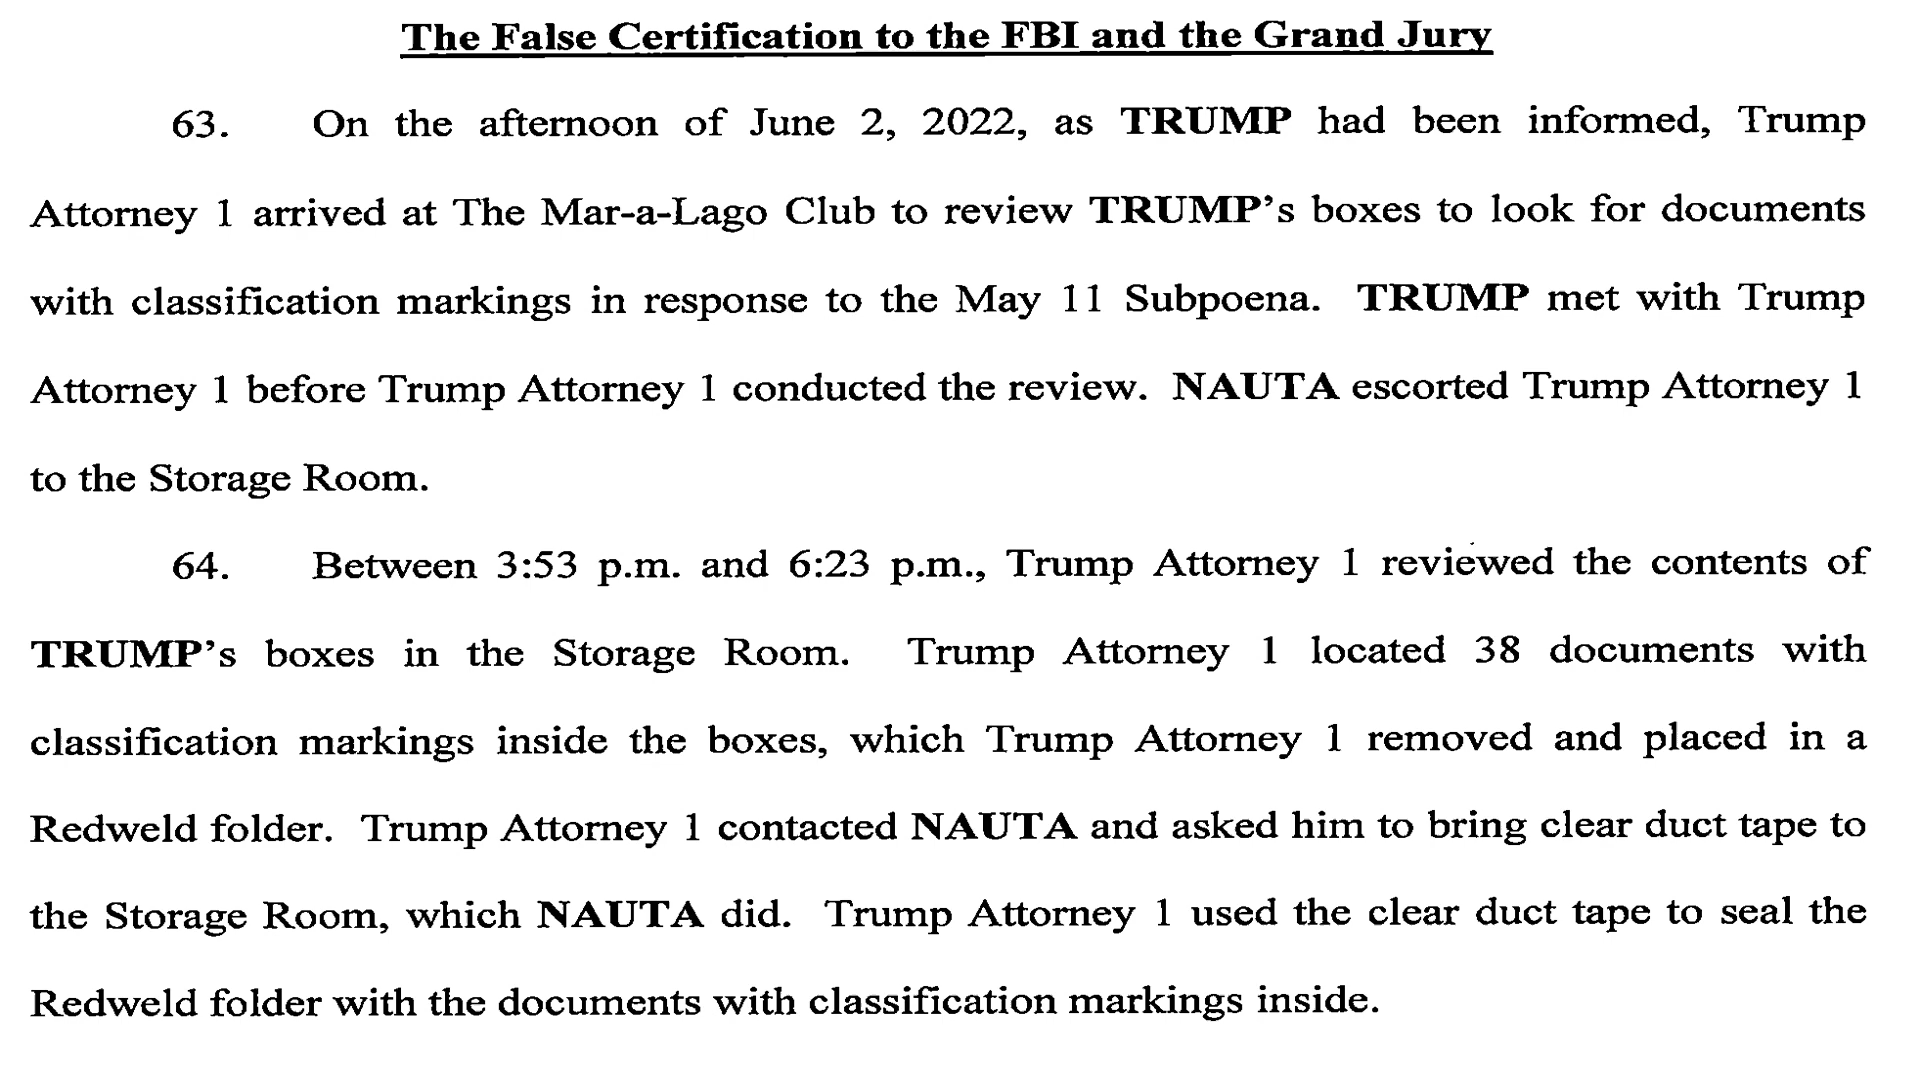 The False Certification to the FBI and the Grand Jury
63. On the afternoon of June 2, 2022, as TRUMP had been informed, Trump
Attorney 1 arrived at The Mar-a-Lago Club to review TRUMP's boxes to look for documents
with classification markings in response to the May 11 Subpoena. TRUMP met with Trump
Attorney 1 before Trump Attorney 1 conducted the review. NAUTA escorted Trump Attorney 1
to the Storage Room.
64. Between 3:53 p.m. and 6:23 p.m., Trump Attorney 1 reviewed the contents of
TRUMP's boxes in the Storage Room. Trump Attorney 1 located 38 documents with
classification markings inside the boxes, which Trump Attorney 1 removed and placed in a
Redweld folder. Trump Attorney 1 contacted NAUTA and asked him to bring clear duct tape to
the Storage Room, which NAUTA did. Trump Attorney 1 used the clear duct tape to seal the
Redweld folder with the documents with classification markings inside.